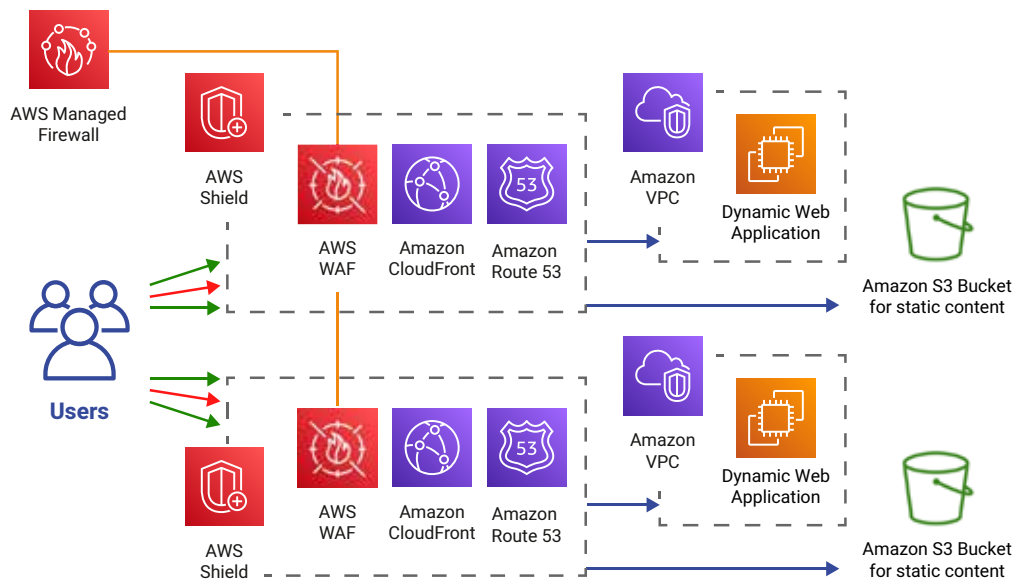 AWS Managed
Firewall
AWS
Shield
AWS
WAF
Amazon
CloudFront
53
Amazon
Route 53
Amazon
VPC
Dynamic Web
Application
Amazon S3 Bucket
for static content
Users
AWS
Shield
AWS
WAF
Amazon
CloudFront
53
Amazon
Route 53
Amazon
VPC
Dynamic Web
Application
Amazon S3 Bucket
for static content